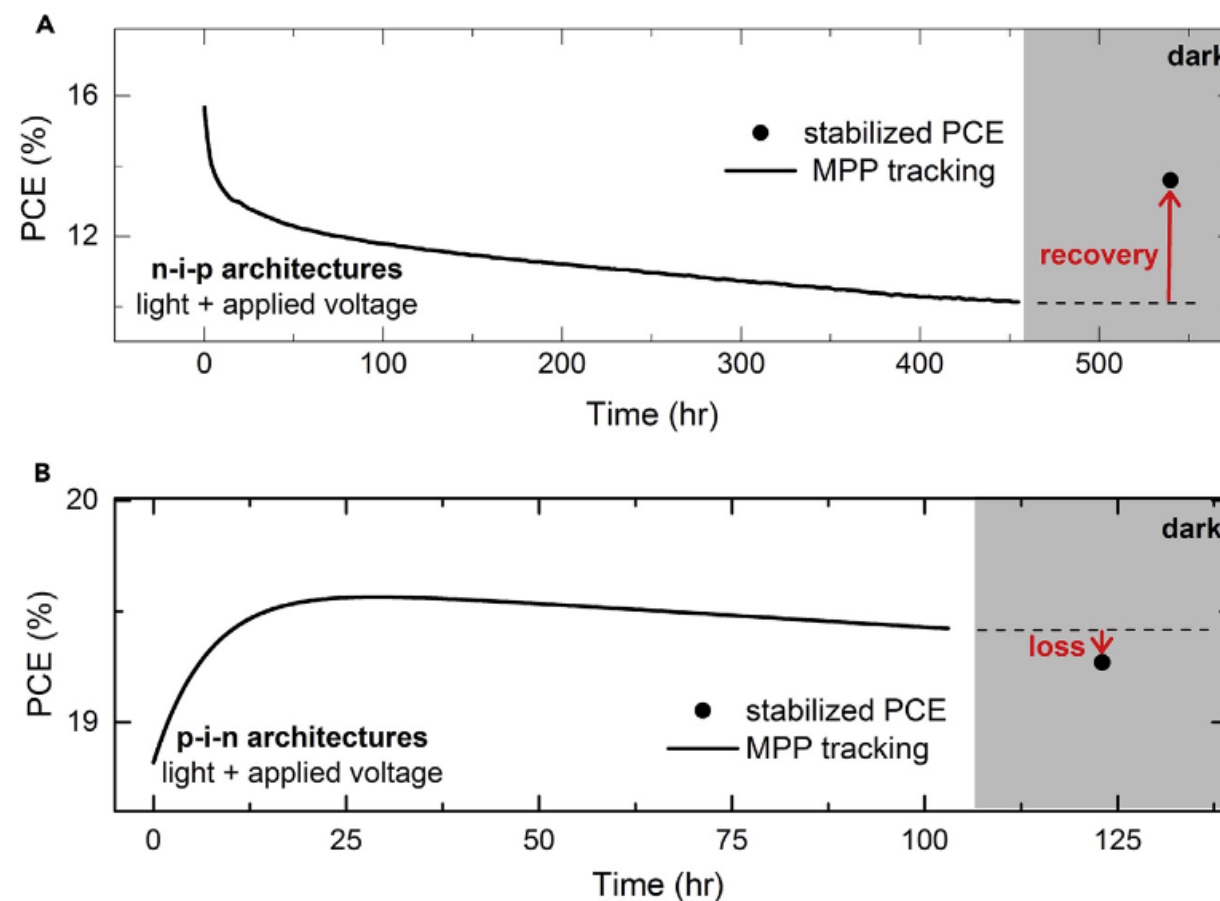 A
dark
16
stabilized PCE
MPP tracking
PCE (%)
12
recovery
n-i-p architectures
light + applied voltage
0 100 200 300 400 500
Time (hr)
B
20
dark
PCE (%)
loss
stabilized PCE
19
p-i-n architectures
MPP tracking
light + applied voltage
0 25 50 75 100 125
Time (hr)